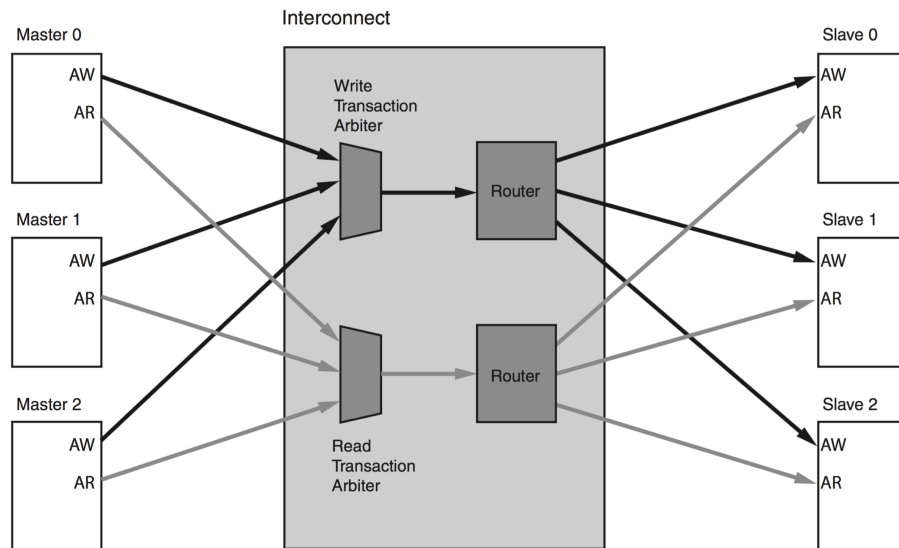 Interconnect
Master 0
AW
AR
Master 1
AW
AR
Master 2
AW
AR
Write
Transaction
Arbiter
Router
Router
Read
Transaction
Arbiter
Slave 0
AW
AR
Slave 1
AW
AR
Slave 2
AW
AR